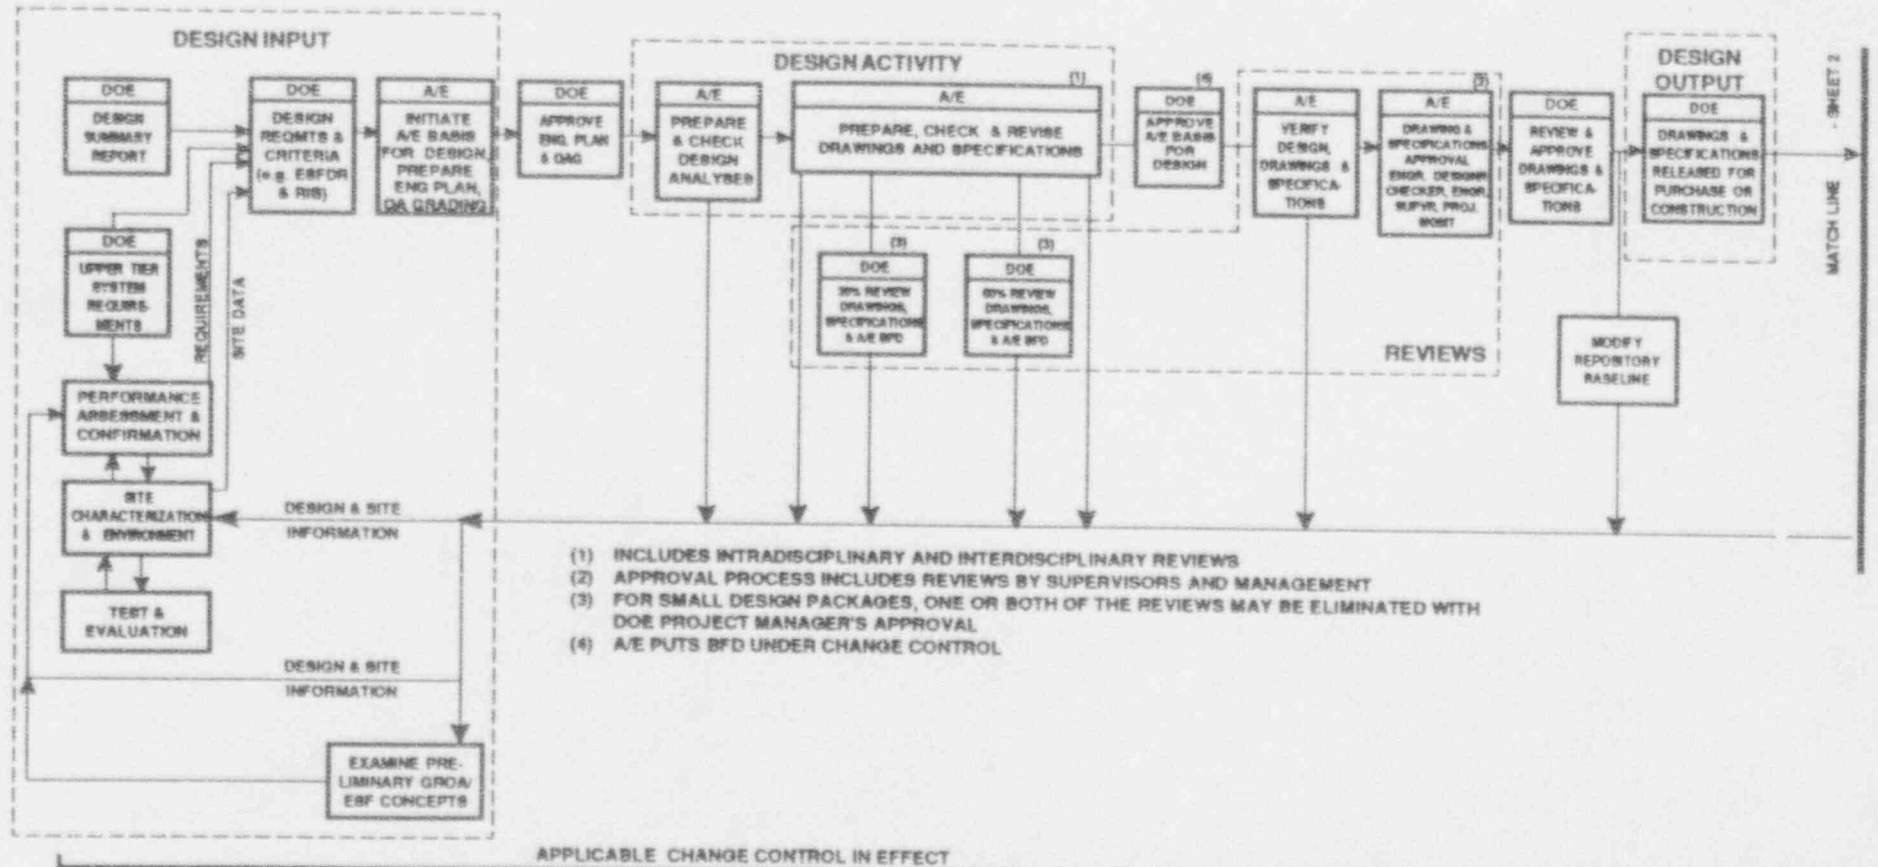 DESIGN INPUT
DOE
DESIGN
SUMMARY
REPORT
DOE
DESIGN
REQMTS &
CRITERIA
(e.g. ESFDR
& RIB)
A/E
INITIATE
A/E BASIS
FOR DESIGN,
PREPARE
ENG PLAN,
QA GRADING
DOE
APPROVE
ENG. PLAN
& QAG
DOE
UPPER TIER
SYSTEM
REQUIRE-
MENTS
REQUIREMENTS
SITE DATA
PERFORMANCE
ASSESSMENT &
CONFIRMATION
SITE
CHARACTERIZATION
& ENVIRONMENT
TEST &
EVALUATION
DESIGN & SITE
INFORMATION
DESIGN & SITE
INFORMATION
EXAMINE PRE-
LIMINARY GROA/
ESF CONCEPTS
DESIGN ACTIVITY
A/E
PREPARE
& CHECK
DESIGN
ANALYSES
(1)
A/E
PREPARE, CHECK & REVISE
DRAWINGS AND SPECIFICATIONS
(4)
DOE
APPROVE
A/E BASIS
FOR
DESIGN
A/E
VERIFY
DESIGN,
DRAWINGS &
SPECIFICA-
TIONS
A/E
DRAWING &
SPECIFICATIONS
APPROVAL
CHECKER, ENGR.
SUPVR, PROJ.
MGMT
DOE
REVIEW &
APPROVE
DRAWINGS &
SPECIFICA-
TIONS
DESIGN
OUTPUT
DOE
DRAWINGS &
SPECIFICATIONS
RELEASED FOR
PURCHASE OR
CONSTRUCTION
MATCH LINE - SHEET 2
(3)
DOE
REVIEW
DRAWINGS,
SPECIFICATIONS
& A/E BFD
(3)
DOE
REVIEW
DRAWINGS,
SPECIFICATIONS
& A/E BFD
REVIEWS
MODIFY
REPOSITORY
BASELINE
(1) INCLUDES INTRADISCIPLINARY AND INTERDISCIPLINARY REVIEWS
(2) APPROVAL PROCESS INCLUDES REVIEWS BY SUPERVISORS AND MANAGEMENT
(3) FOR SMALL DESIGN PACKAGES, ONE OR BOTH OF THE REVIEWS MAY BE ELIMINATED WITH
DOE PROJECT MANAGER'S APPROVAL
(4) A/E PUTS BFD UNDER CHANGE CONTROL
APPLICABLE CHANGE CONTROL IN EFFECT